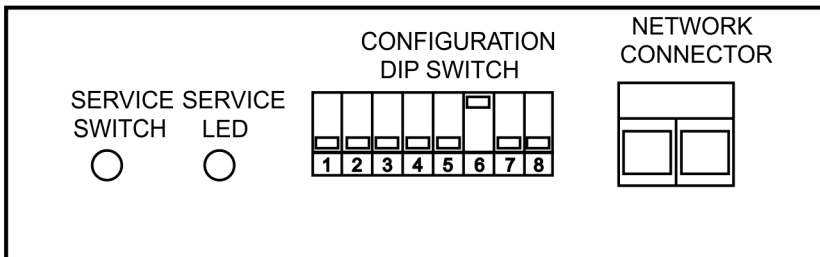 NETWORK
CONNECTOR
CONFIGURATION
DIP SWITCH
SERVICE SERVICE
SWITCH LED
1 2 3 4 5 6 7 8